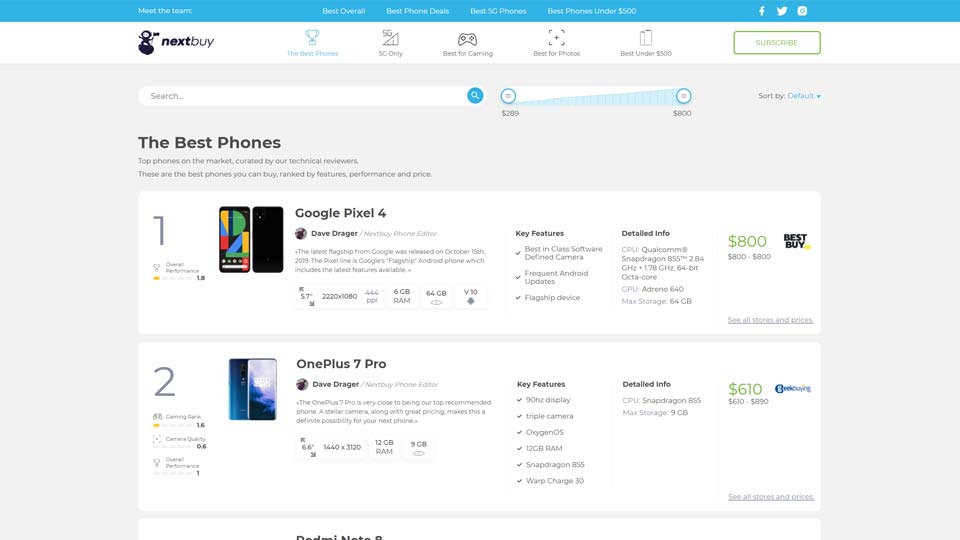 Meet the team:
Best Overall
Best Phone Deals
Best 5G Phones
Best Phones Under $500
nextbuy
The Best Phones
5G
5G Only
Best for Gaming
Best for Photos
Best Under $500
SUBSCRIBE
Search...
$289
$800
Sort by: Default
The Best Phones
Top phones on the market, curated by our technical reviewers.
These are the best phones you can buy, ranked by features, performance and price.
1
Overall
Performance
1.8
Google Pixel 4
Dave Drager / Nextbuy Phone Editor
«The latest flagship from Google was released on October 15th,
2019. The Pixel line is Google's "Flagship" Android phone which
includes the latest features available. »
5.7"
2220x1080
444
ppi
6 GB
RAM
64 GB
V 10
Key Features
Best in Class Software
Defined Camera
Frequent Android
Updates
Flagship device
Detailed Info
CPU: Qualcomm®
Snapdragon 855™ 2.84
GHz + 1.78 GHz, 64-bit
Octa-core
GPU: Adreno 640
Max Storage: 64 GB
$800
$800 - $800
BEST
BUY
See all stores and prices.
2
Gaming Rank
1.6
Camera Quality
0.6
Overall
Performance
1
OnePlus 7 Pro
Dave Drager / Nextbuy Phone Editor
«The OnePlus 7 Pro is very close to being our top recommended
phone. A stellar camera, along with great pricing, makes this a
definite possibility for your next phone.»
6.6"
1440 x 3120
12 GB
RAM
9 GB
Key Features
90hz display
triple camera
OxygenOS
12GB RAM
Snapdragon 855
Warp Charge 30
Detailed Info
CPU: Snapdragon 855
Max Storage: 9 GB
$610
$610 - $890
geekbuying
See all stores and prices.
Redmi Note 8